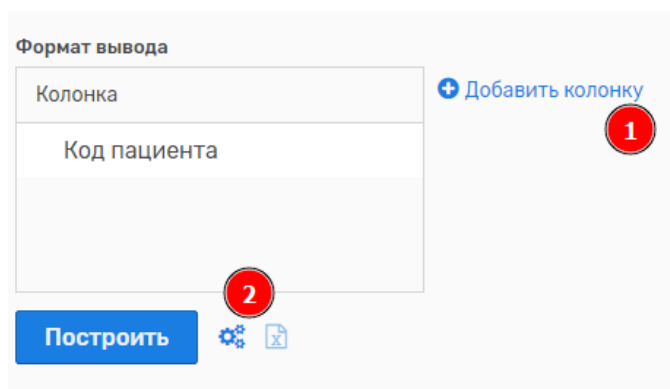 Формат вывода
Колонка
Добавить колонку
1
Код пациента
2
Построить